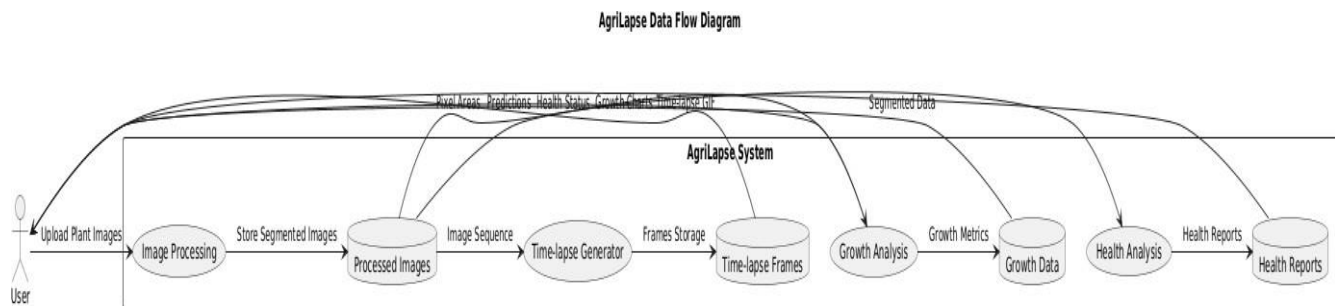 AgriLapse Data Flow Diagram
Pixel Areas Predictions Health Status Growth Charts Time-lapse GIF Segmented Data
AgriLapse System
Upload Plant Images Store Segmented Images Image Sequence Frames Storage Growth Metrics Health Reports
Image Processing Processed Images Time-lapse Generator Time-lapse Frames Growth Analysis Growth Data Health Analysis Health Reports
User